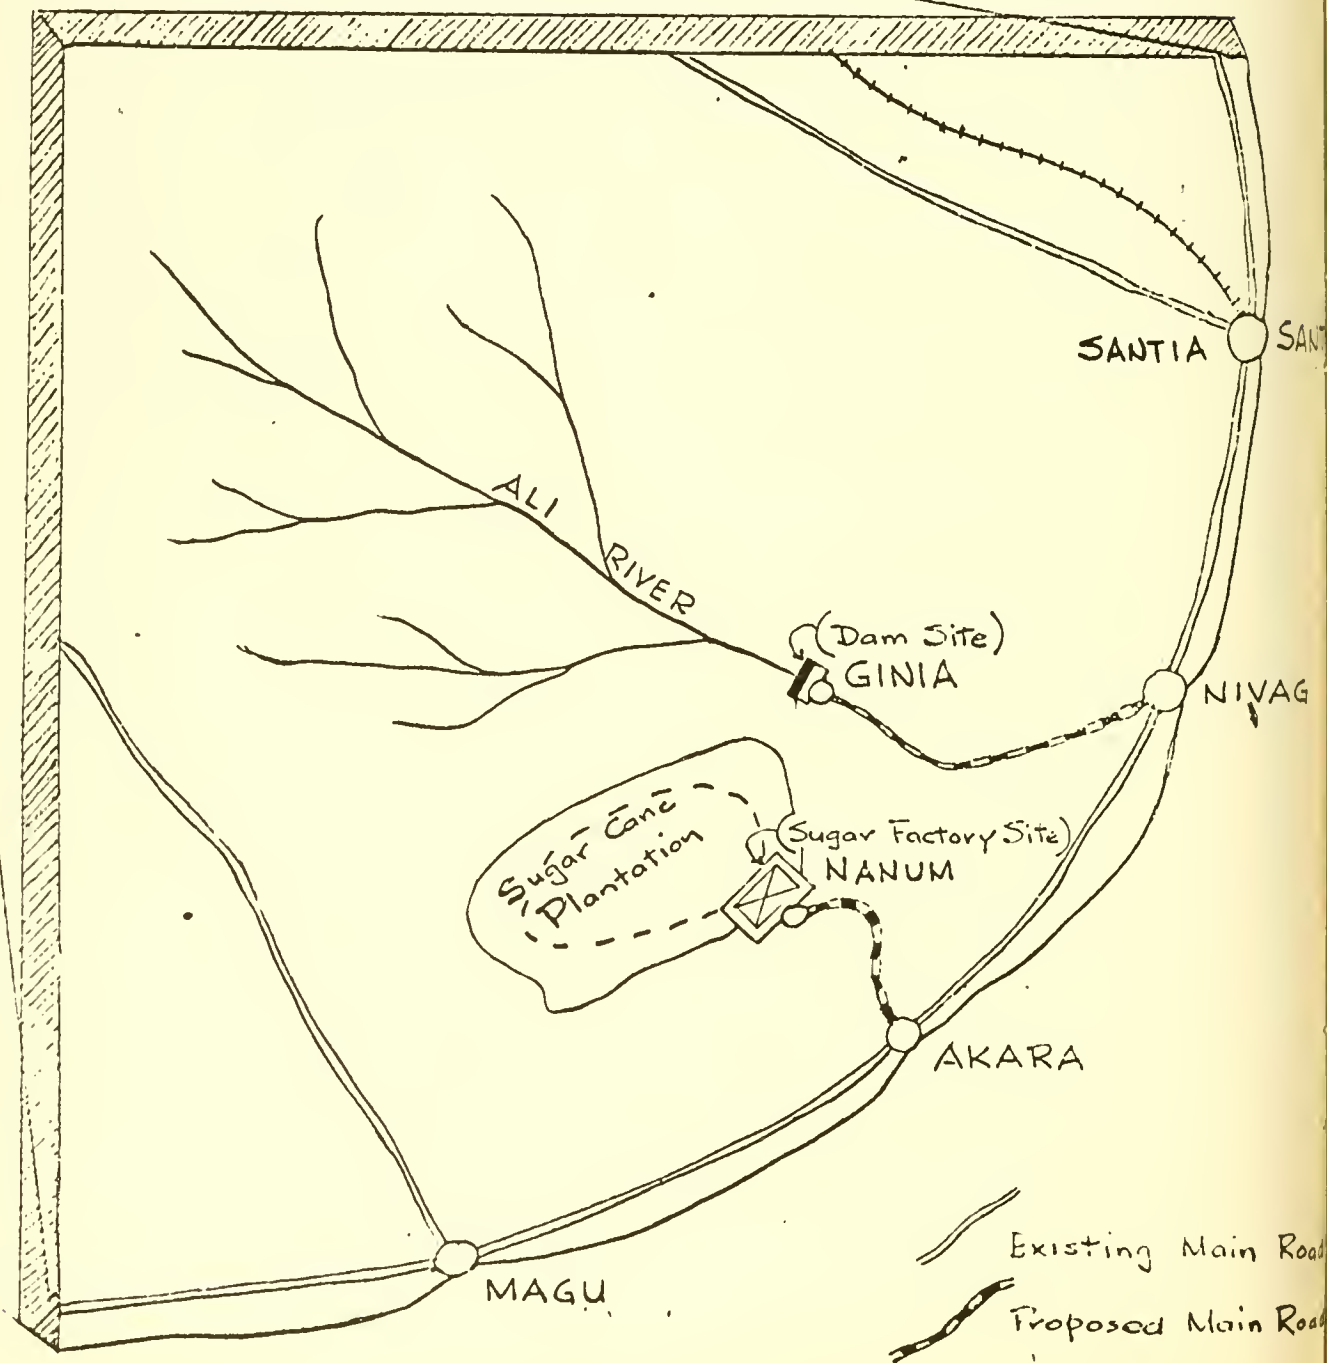 SANTIA
SANT
ALI
RIVER
(Dam Site)
GINIA
NIVAG
Sugar Cane
Plantation
(Sugar Factory Site)
NANUM
AKARA
MAGU
Existing Main Road
Proposed Main Road